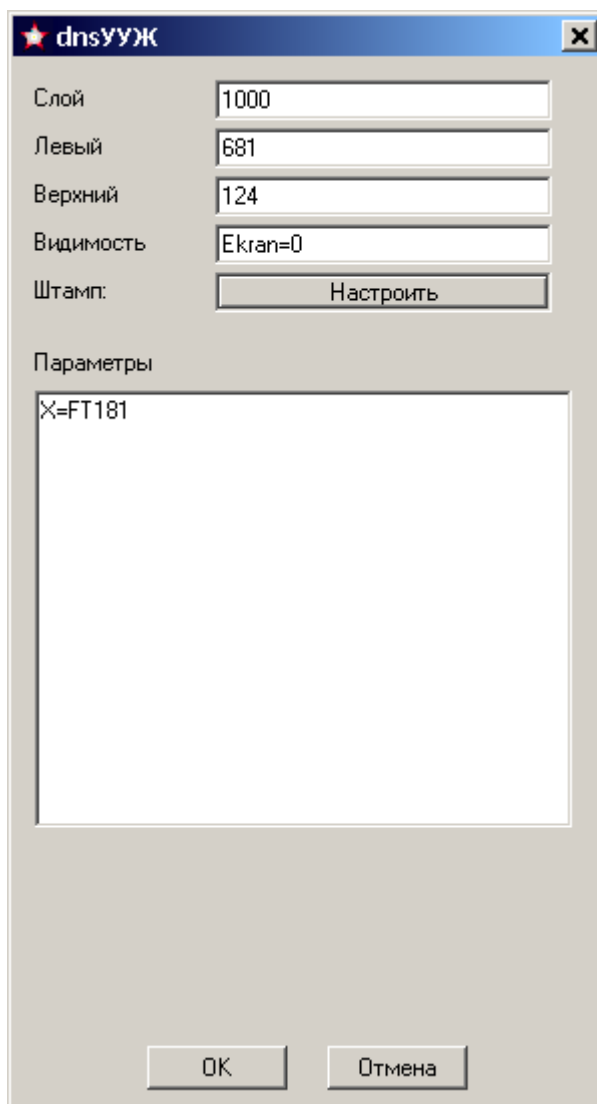 dnsУУЖ
Слой 1000
Левый 681
Верхний 124
Видимость Ekran=0
Штамп: Настроить
Параметры
X=FT181
OK Отмена